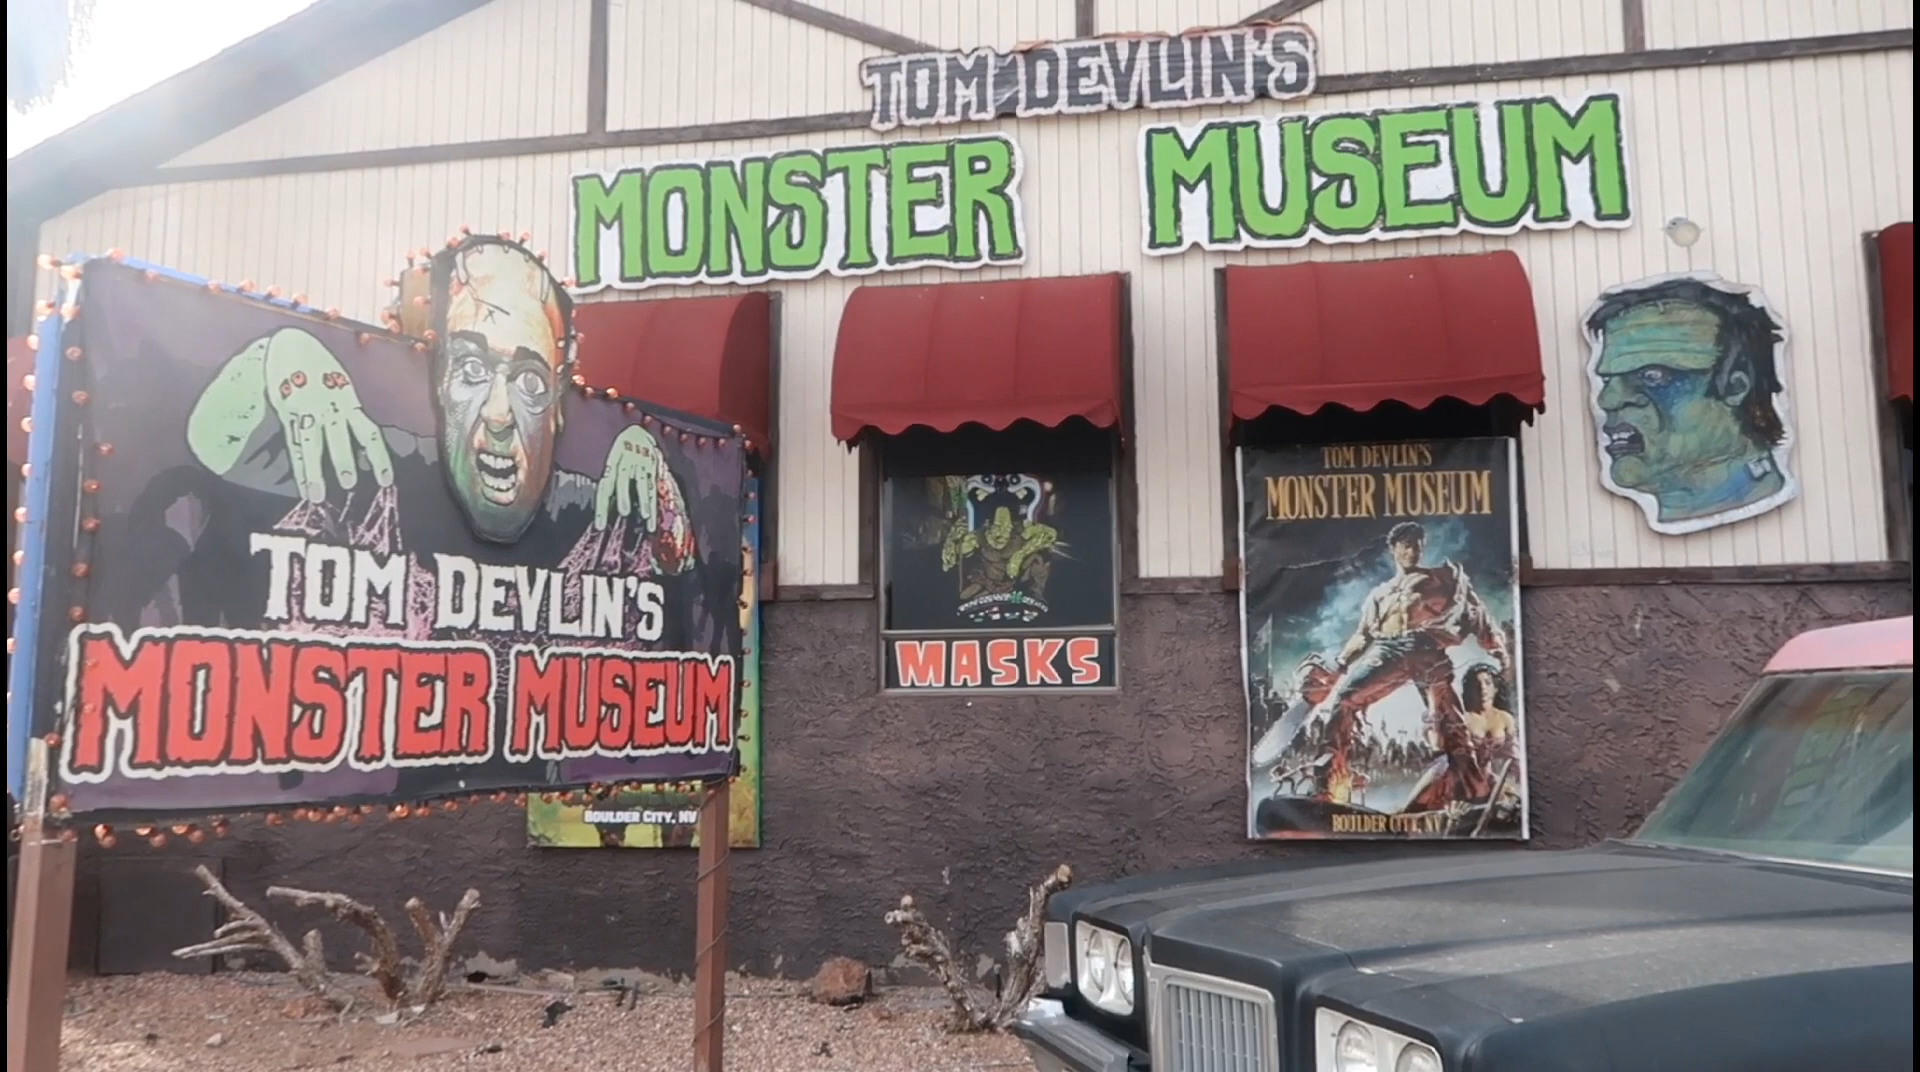 TOM DEVLIN'S
MONSTER MUSEUM
TOM DEVLIN'S
MONSTER MUSEUM
BOULDER CITY, NV
MASKS
TOM DEVLIN'S
MONSTER MUSEUM
BOULDER CITY, NV